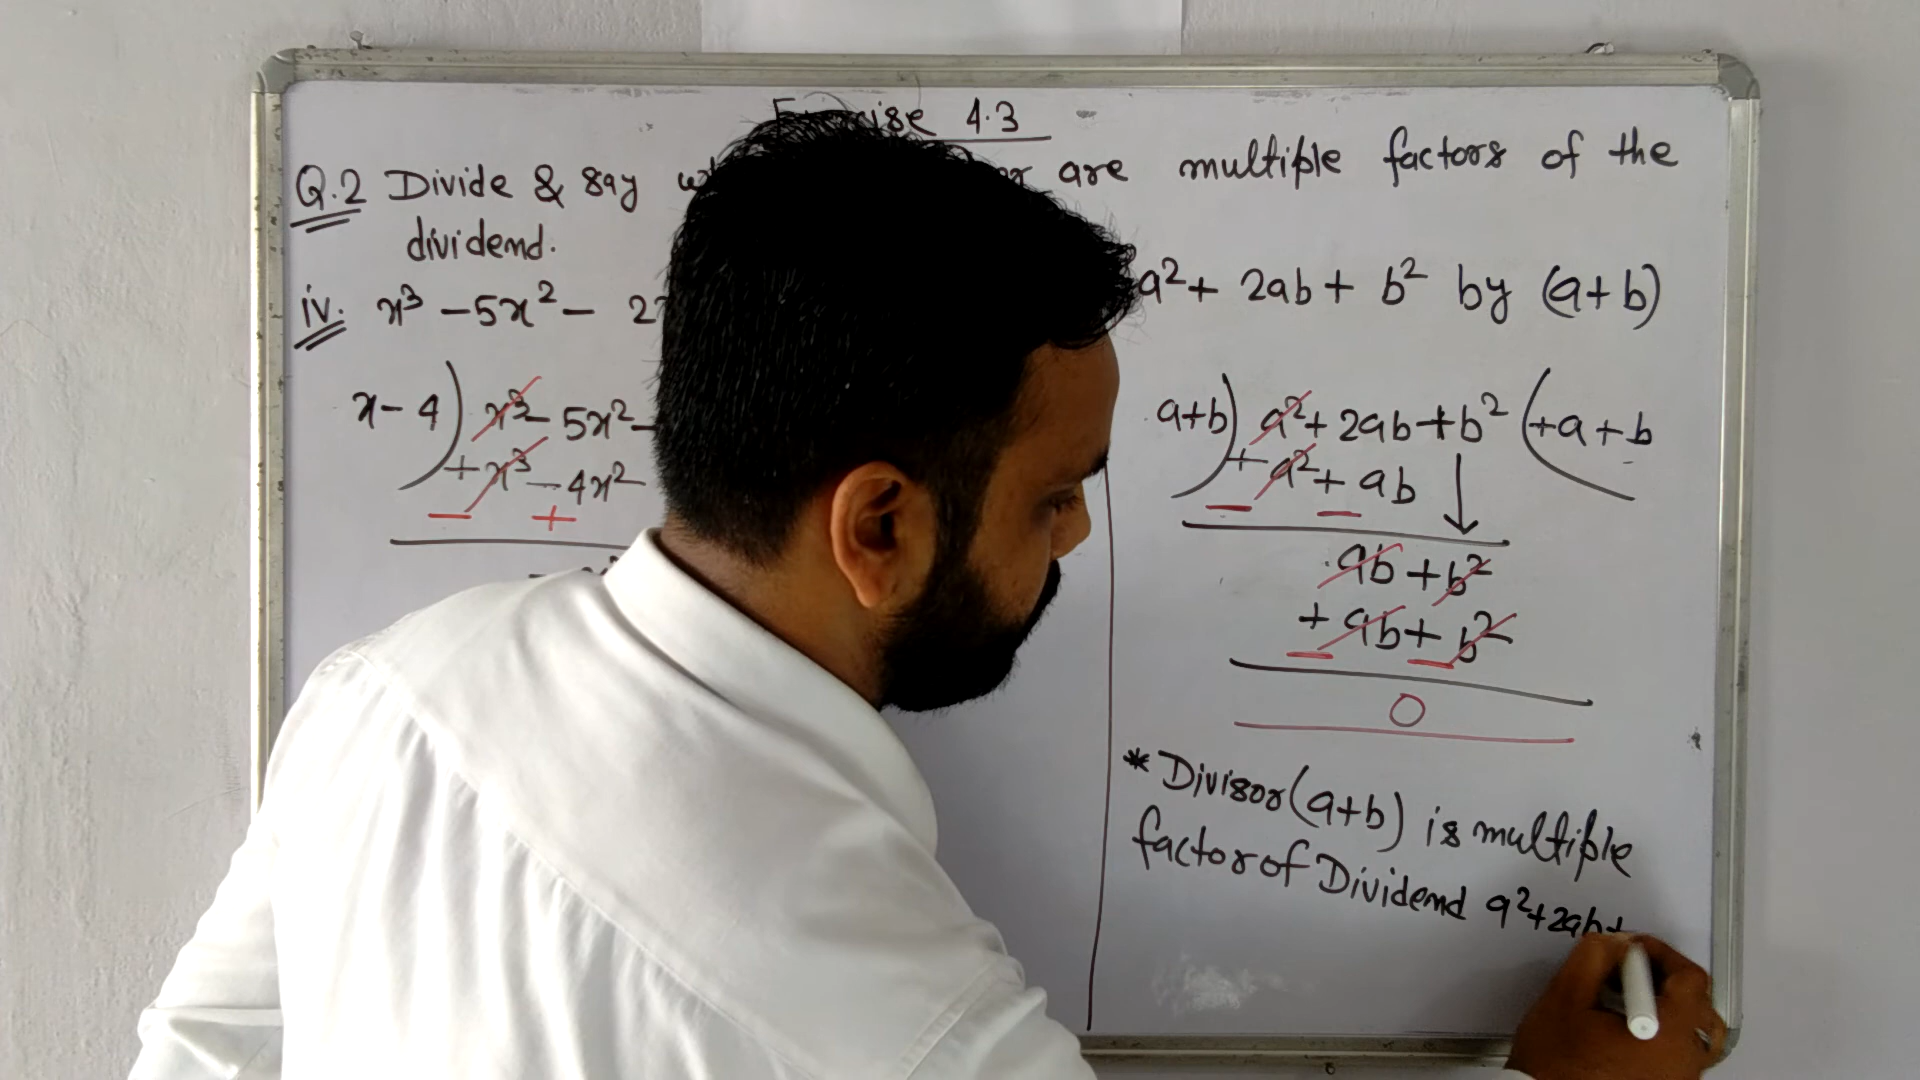 Exercise 4.3
Q.2 Divide & say are multiple factors of the
dividend.
iv. x³ - 5x² - 2
a² + 2ab + b² by (a+b)
x - 4 ) x³ - 5x² -
+ x³ - 4x²
- +
a+b ) a² + 2ab + b² ( +a + b
+ a² + ab
- -
ab + b²
+ ab + b²
- -
0
* Divisor (a+b) is multiple
factor of Dividend a²+2ab+